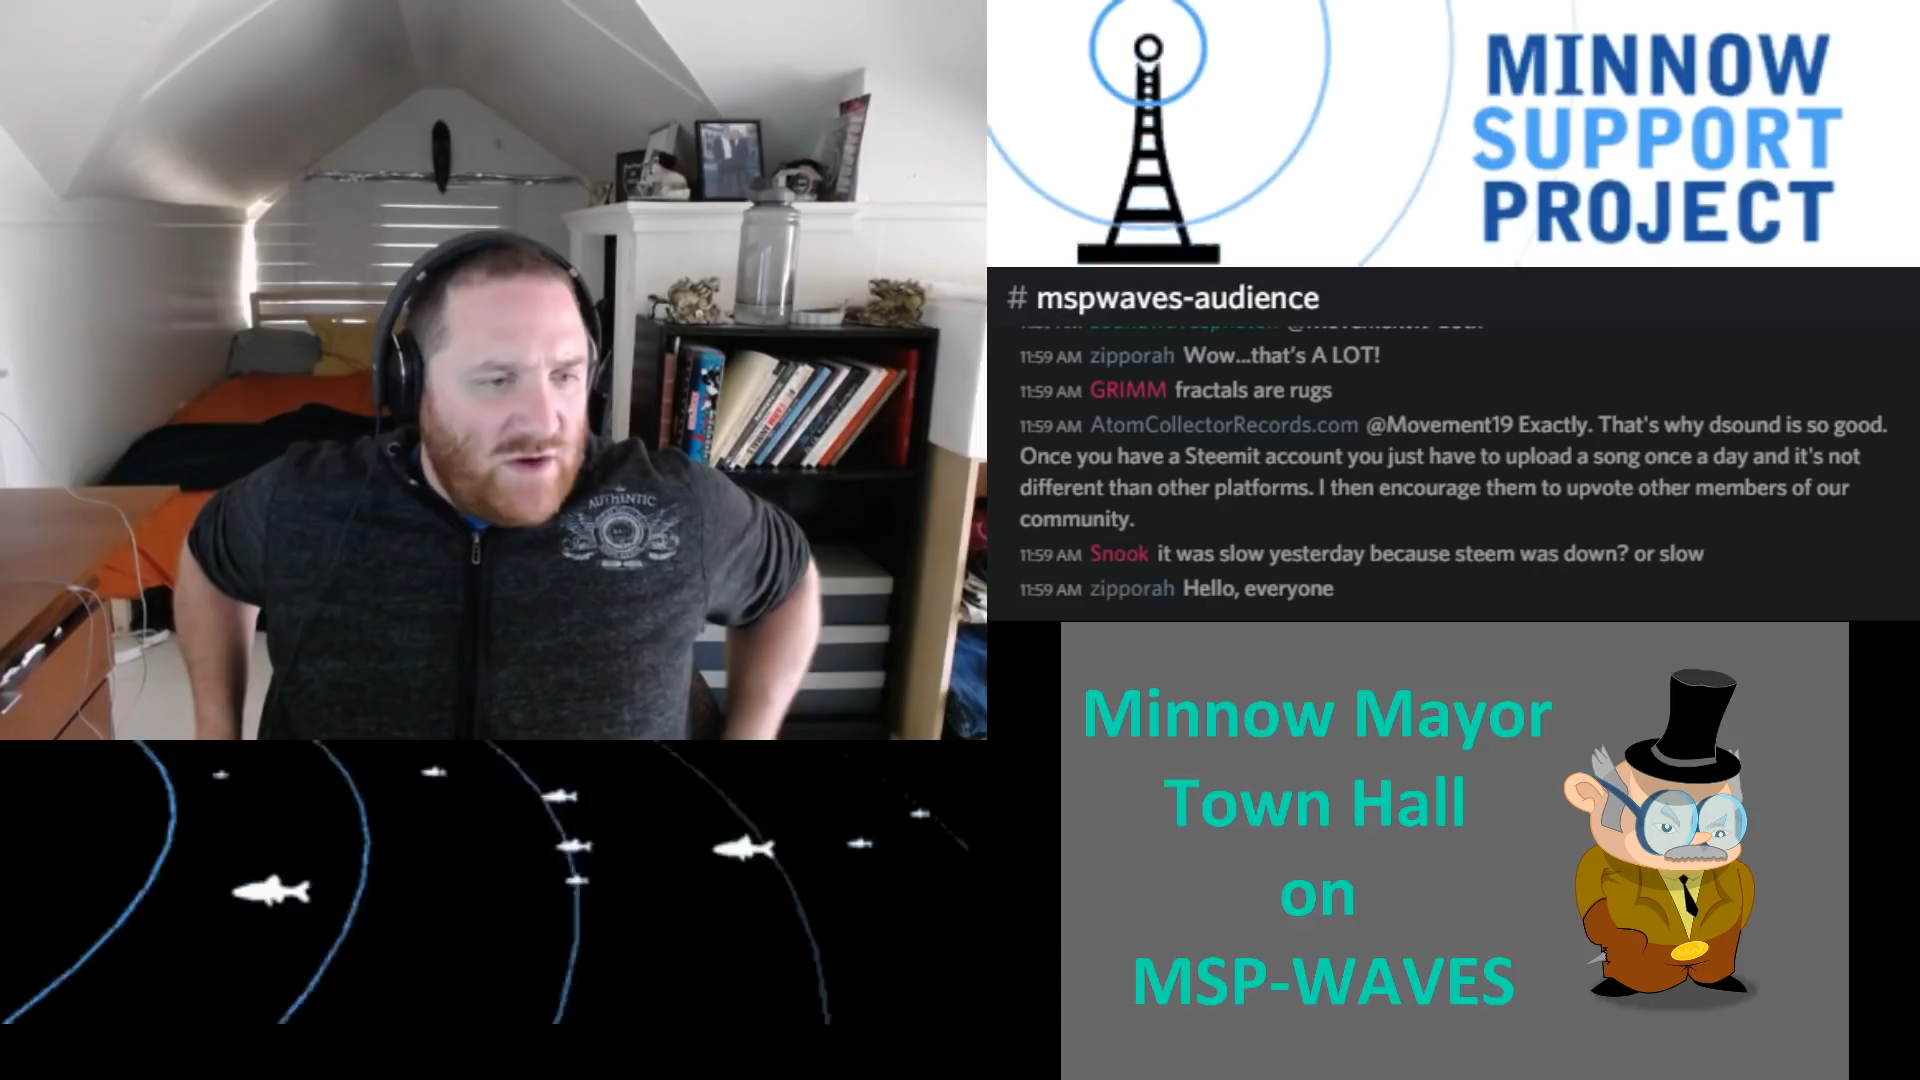 MINNOW
SUPPORT
PROJECT
# mspwaves-audience
11:59 AM zipporah Wow...that's A LOT!
11:59 AM GRIMM fractals are rugs
11:59 AM AtomCollectorRecords.com @Movement19 Exactly. That's why dsound is so good.
Once you have a Steemit account you just have to upload a song once a day and it's not
different than other platforms. I then encourage them to upvote other members of our
community.
11:59 AM Snook it was slow yesterday because steem was down? or slow
11:59 AM zipporah Hello, everyone
AUTHENTIC
Minnow Mayor
Town Hall
on
MSP-WAVES